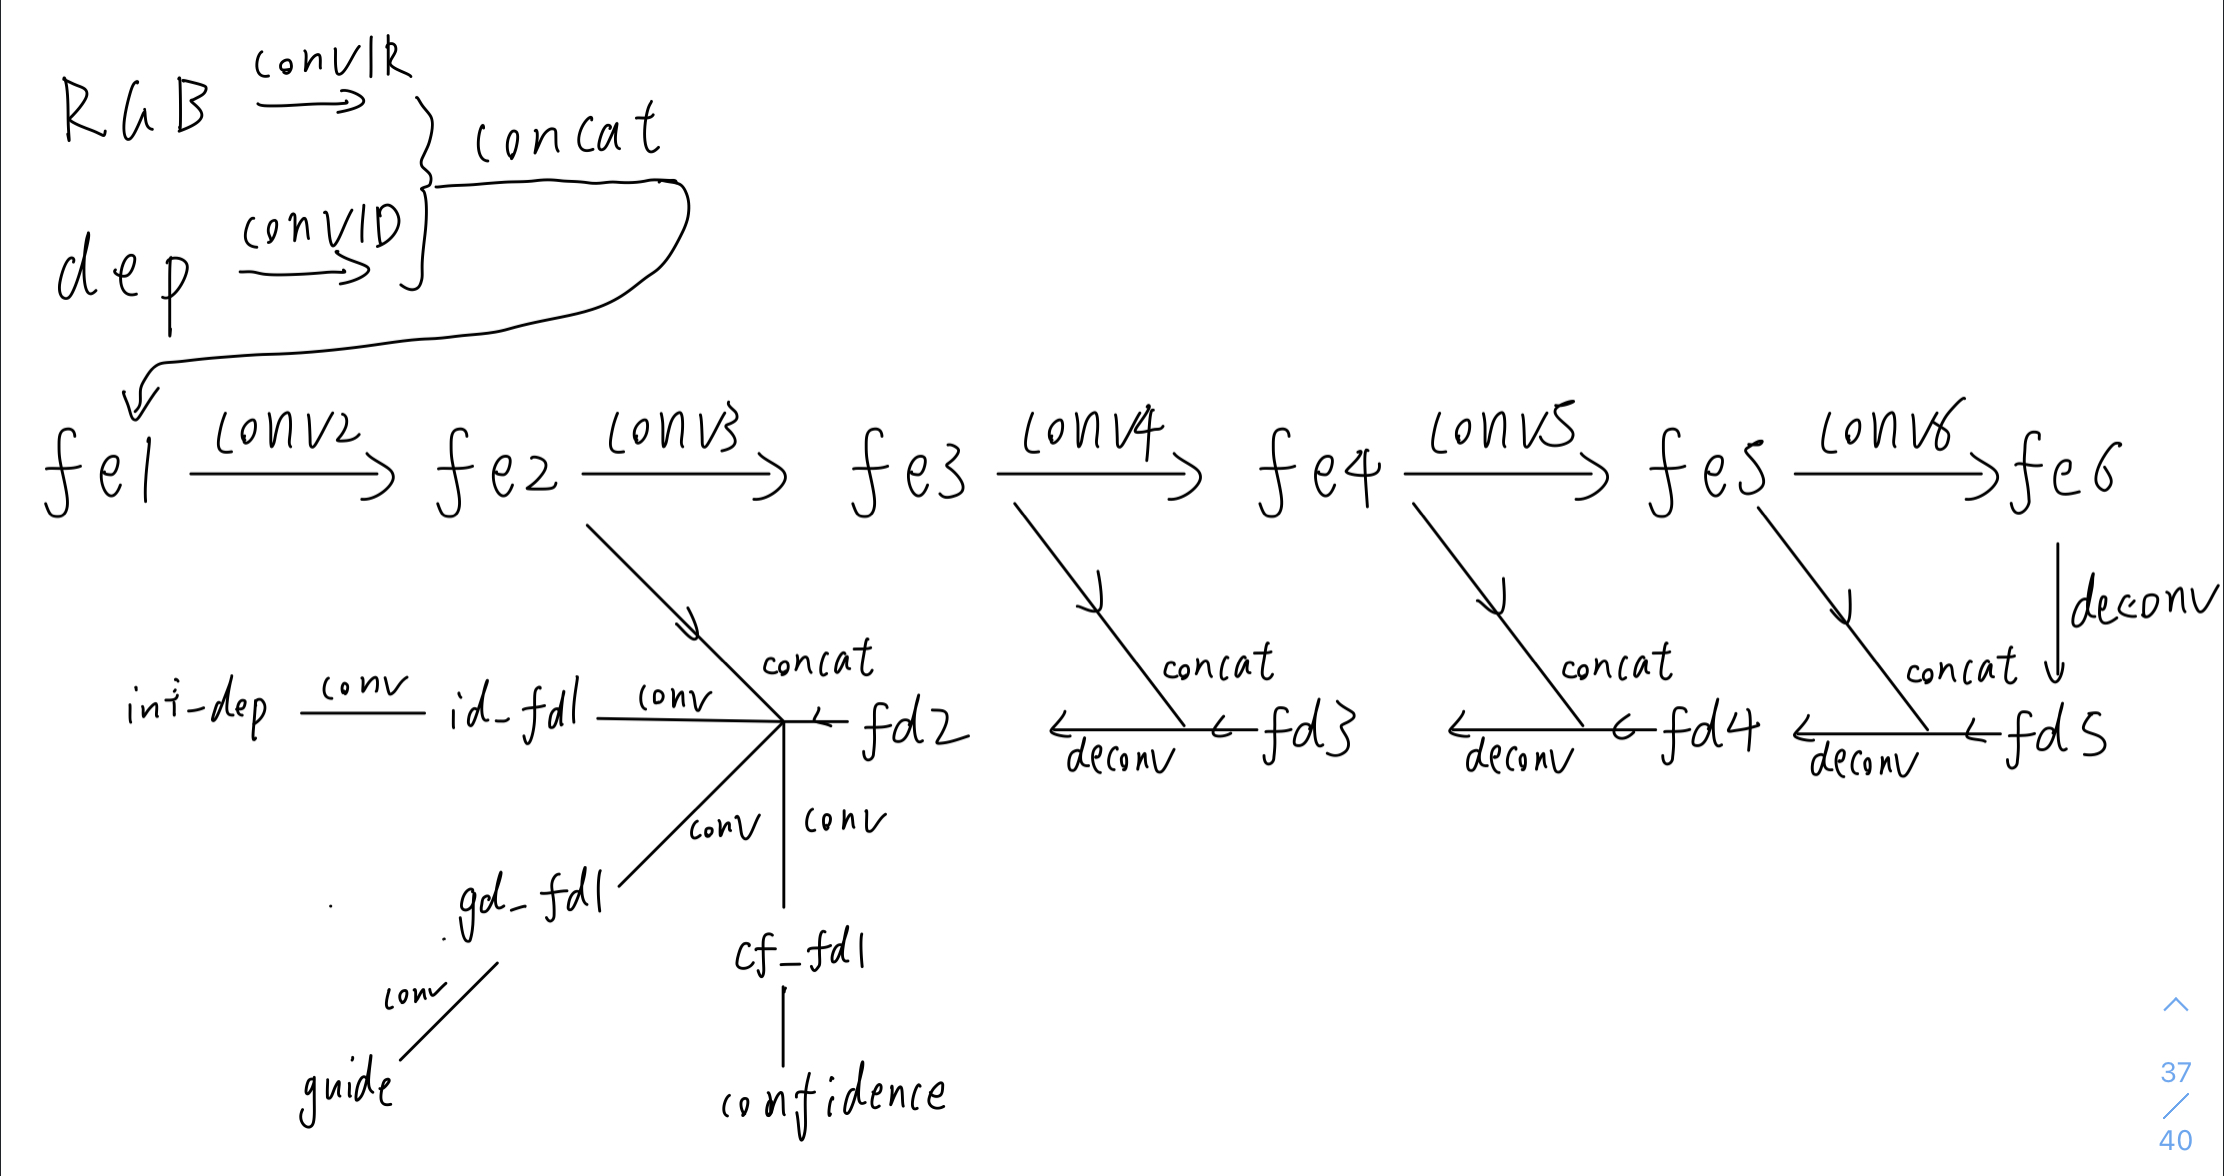 RGB conv1R
concat
dep conv1D
fe1 conv2 fe2 conv3 fe3 conv4 fe4 conv5 fe5 conv6 fe6
deconv
concat concat concat concat
int-dep conv id_fd1 conv fd2 fd3 fd4 fd5
deconv deconv deconv
conv conv
gd_fd1
cf_fd1
conv
guide confidence
37
/
40